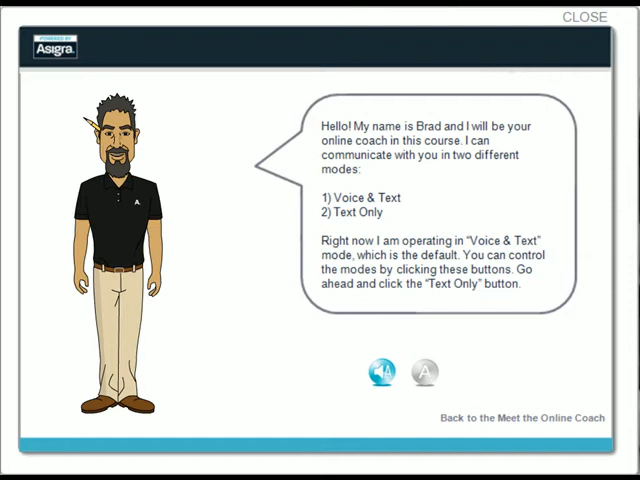 CLOSE
POWERED BY
Asigra.
Hello! My name is Brad and I will be your
online coach in this course. I can
communicate with you in two different
modes:
1) Voice & Text
2) Text Only
Right now I am operating in “Voice & Text”
mode, which is the default. You can control
the modes by clicking these buttons. Go
ahead and click the “Text Only” button.
A
A
A
Back to the Meet the Online Coach